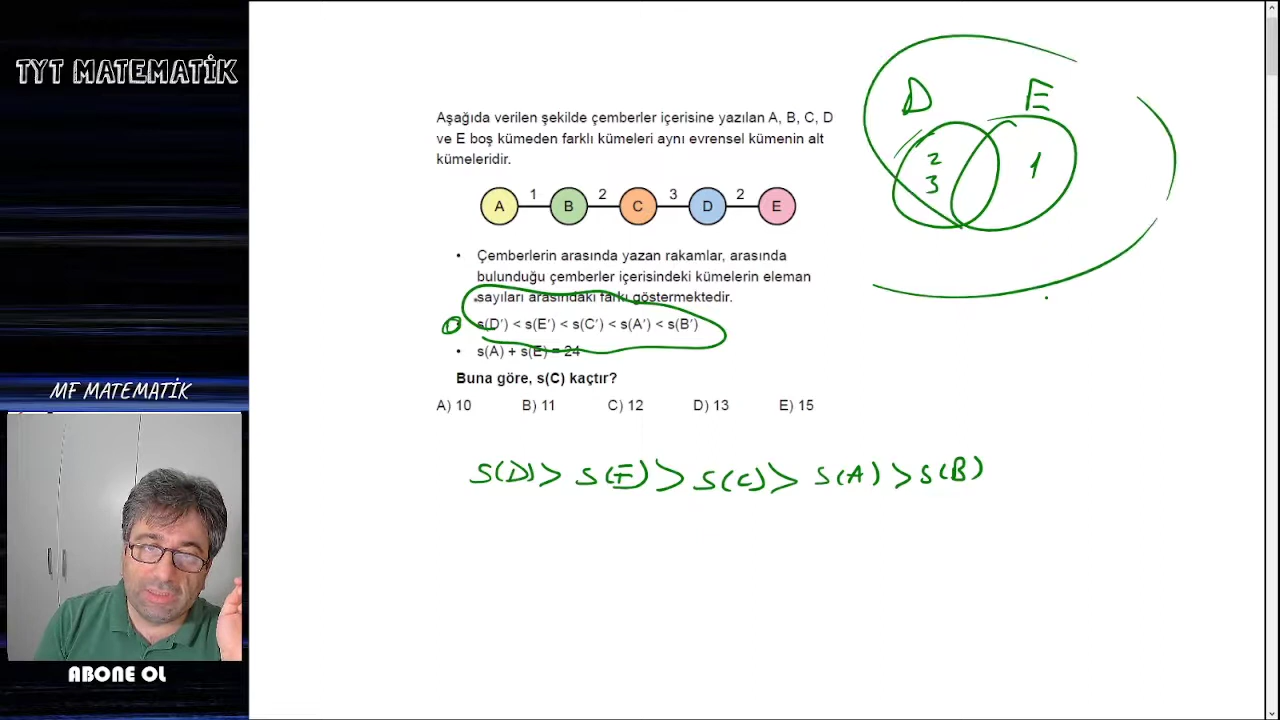 TYT MATEMATİK
MF MATEMATİK
ABONE OL
Aşağıda verilen şekilde çemberler içerisine yazılan A, B, C, D
ve E boş kümeden farklı kümeleri aynı evrensel kümenin alt
kümeleridir.
A 1 B 2 C 3 D 2 E
• Çemberlerin arasında yazan rakamlar, arasında
bulunduğu çemberler içerisindeki kümelerin eleman
sayıları arasındaki farkı göstermektedir.
• s(D′) < s(E′) < s(C′) < s(A′) < s(B′)
• s(A) + s(E) = 24
Buna göre, s(C) kaçtır?
A) 10 B) 11 C) 12 D) 13 E) 15
D E
2
3
1
s(D) > s(E) > s(C) > s(A) > s(B)